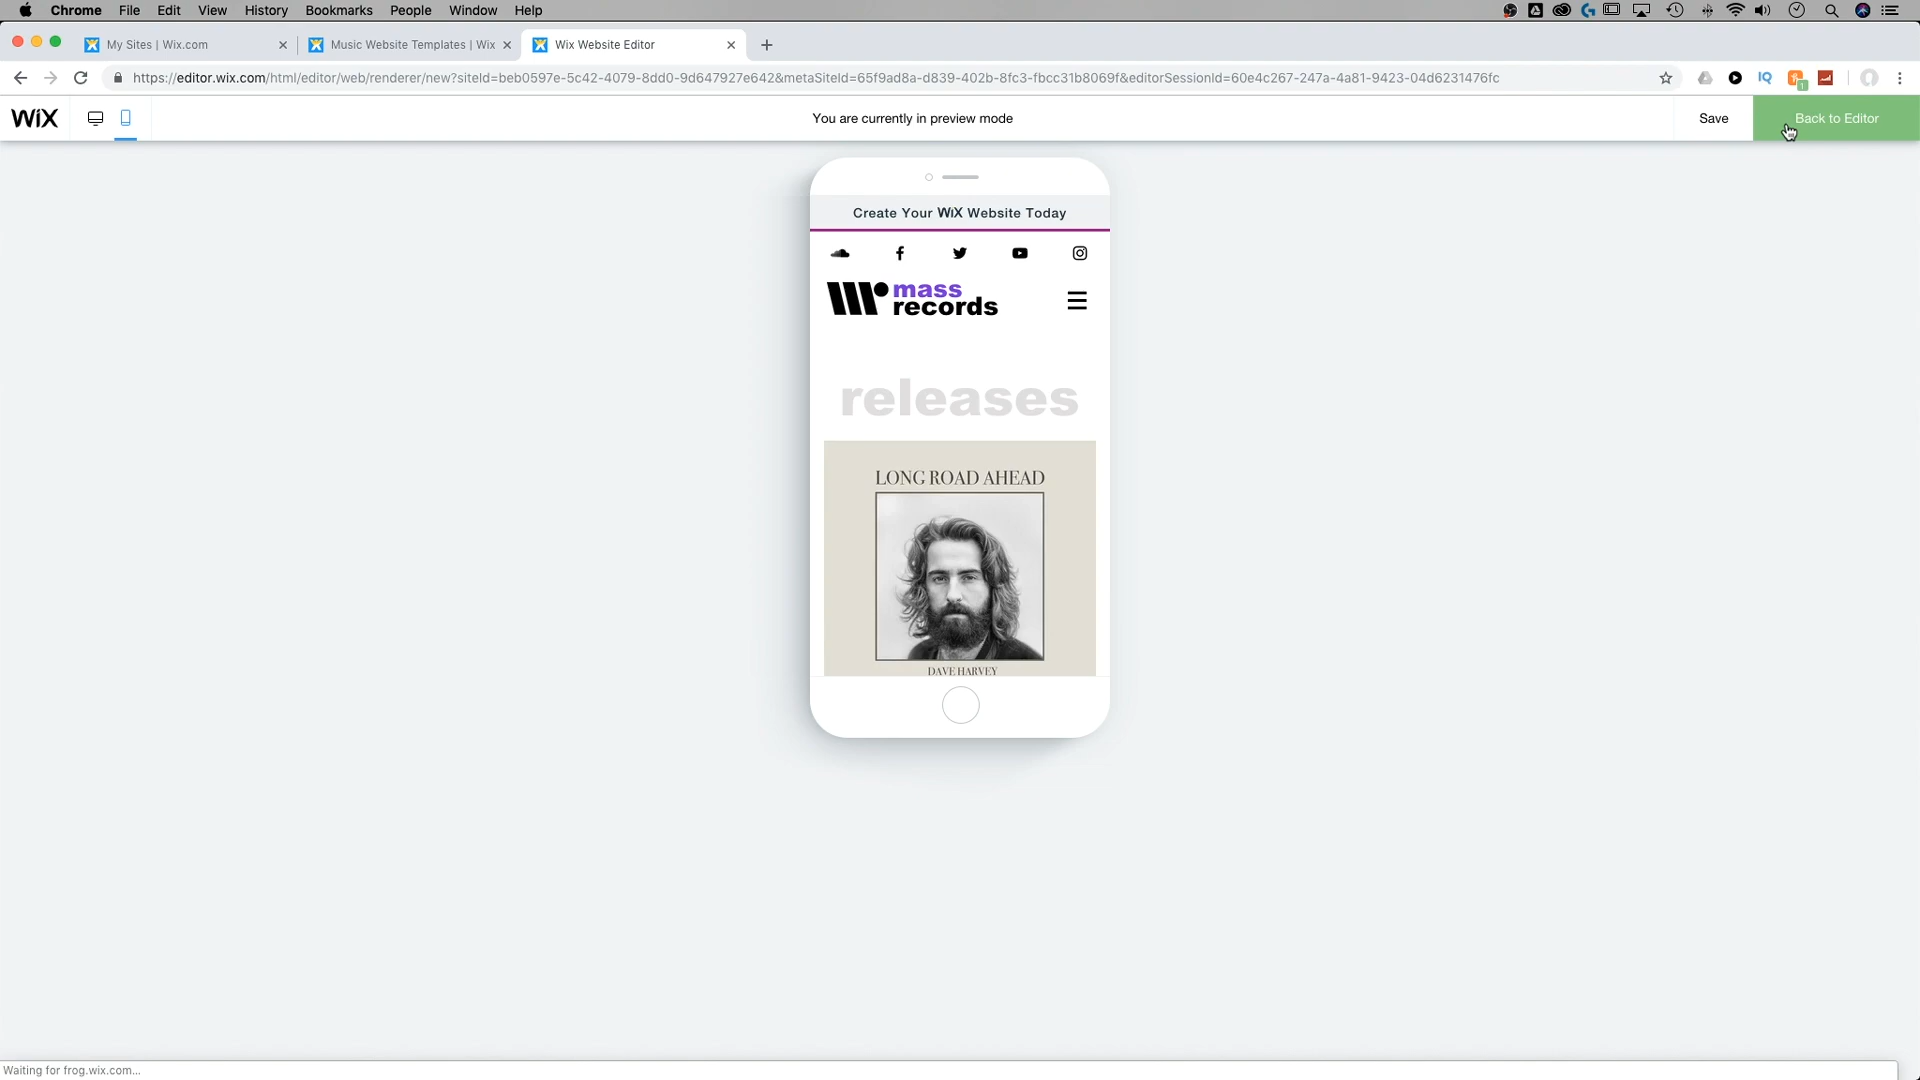 Chrome File Edit View History Bookmarks People Window Help
My Sites | Wix.com
Music Website Templates | Wix
Wix Website Editor
https://editor.wix.com/html/editor/web/renderer/new?siteId=beb0597e-5c42-4079-8dd0-9d647927e642&metaSiteId=65f9ad8a-d839-402b-8fc3-fbcc31b8069f&editorSessionId=60e4c267-247a-4a81-9423-04d6231476fc
IQ
1
WiX
You are currently in preview mode
Save
Back to Editor
Create Your WiX Website Today
mass
records
releases
LONG ROAD AHEAD
DAVE HARVEY
Waiting for frog.wix.com...